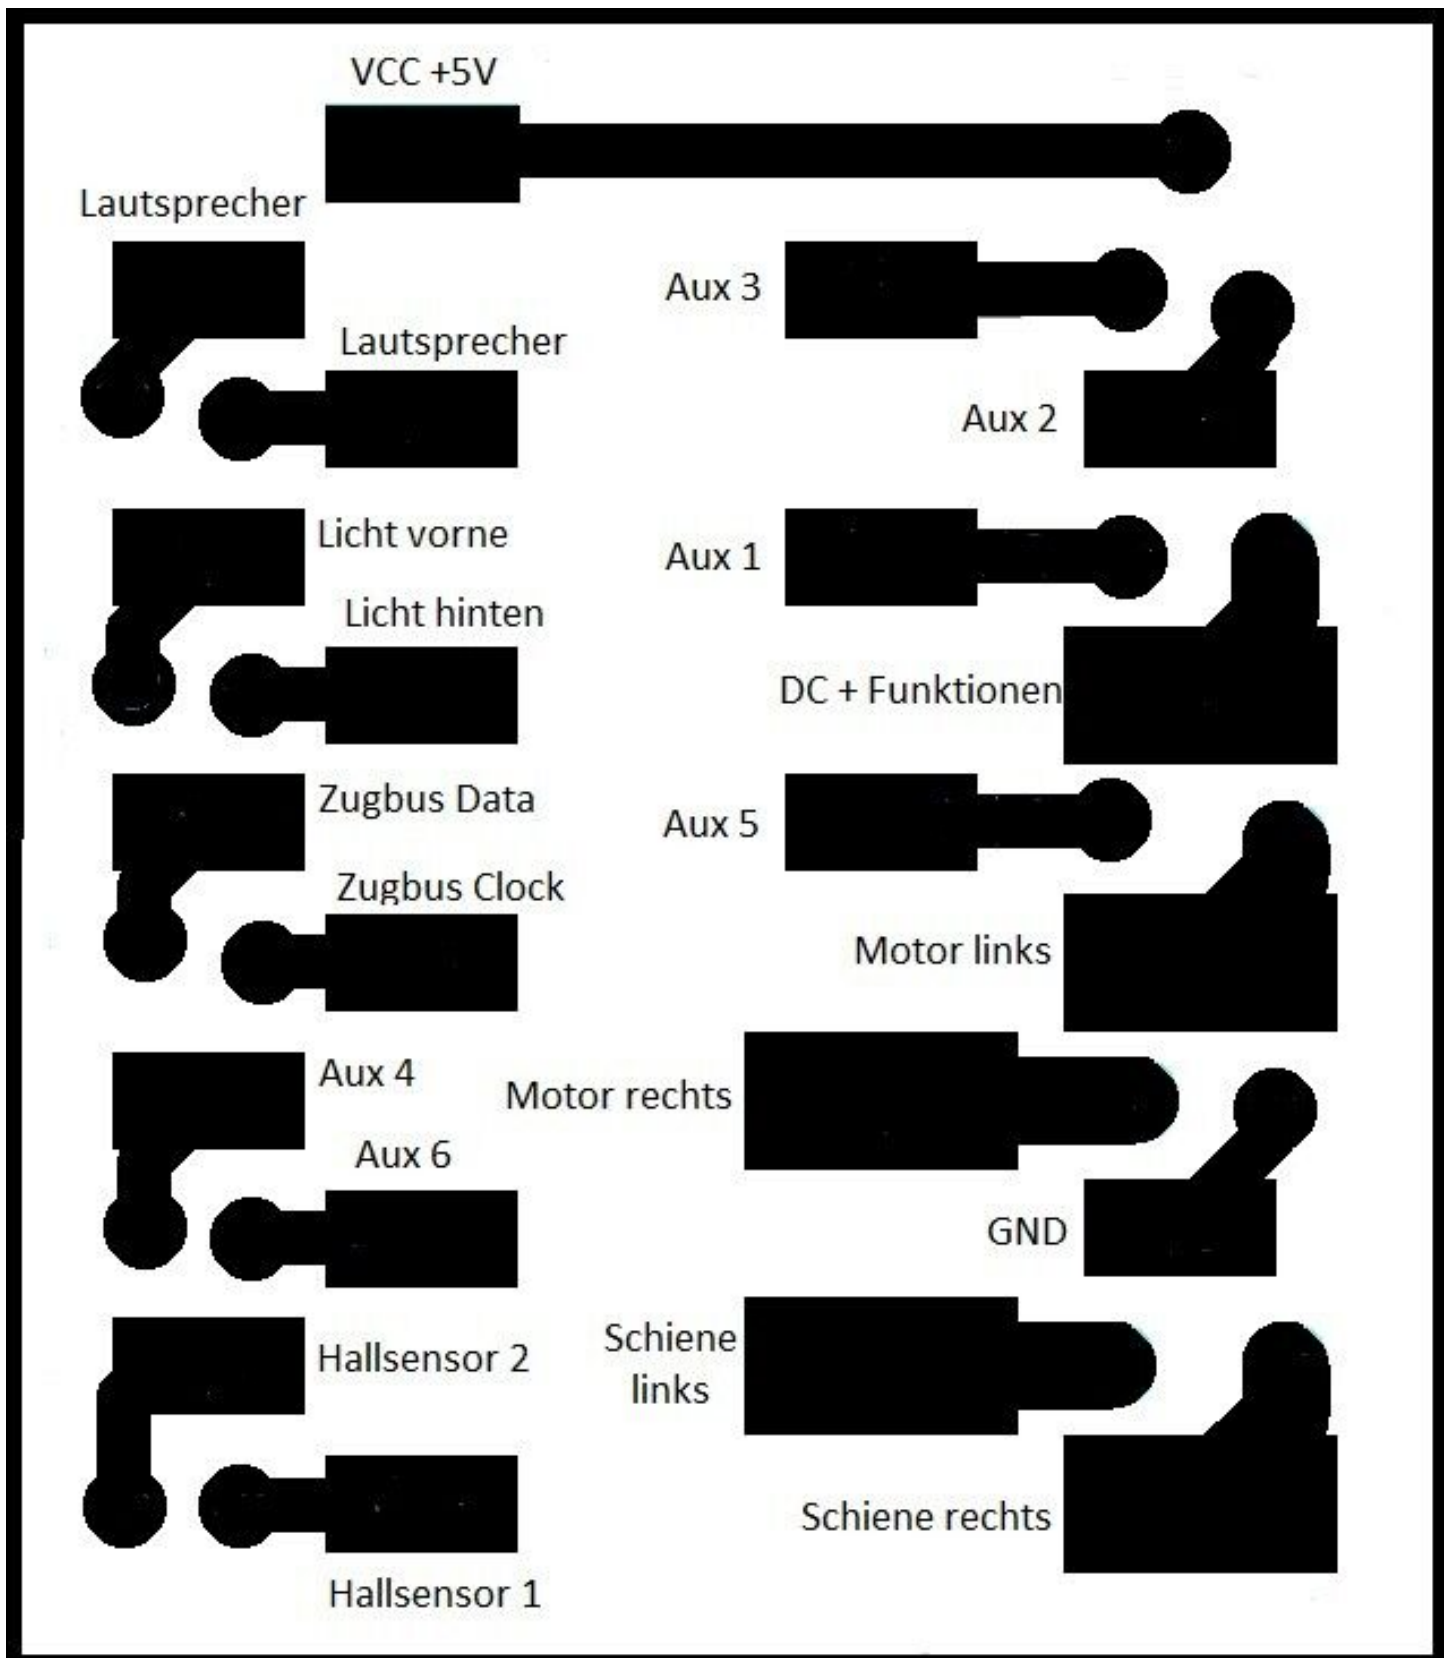 VCC +5V
Lautsprecher
Aux 3
Lautsprecher
Aux 2
Licht vorne
Aux 1
Licht hinten
DC + Funktionen
Zugbus Data
Aux 5
Zugbus Clock
Motor links
Aux 4
Motor rechts
Aux 6
GND
Schiene
links
Hallsensor 2
Schiene rechts
Hallsensor 1